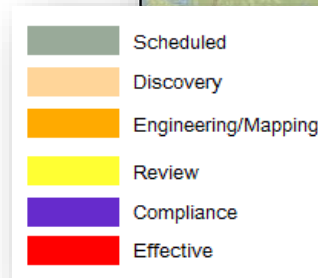 Scheduled
Discovery
Engineering/Mapping
Review
Compliance
Effective